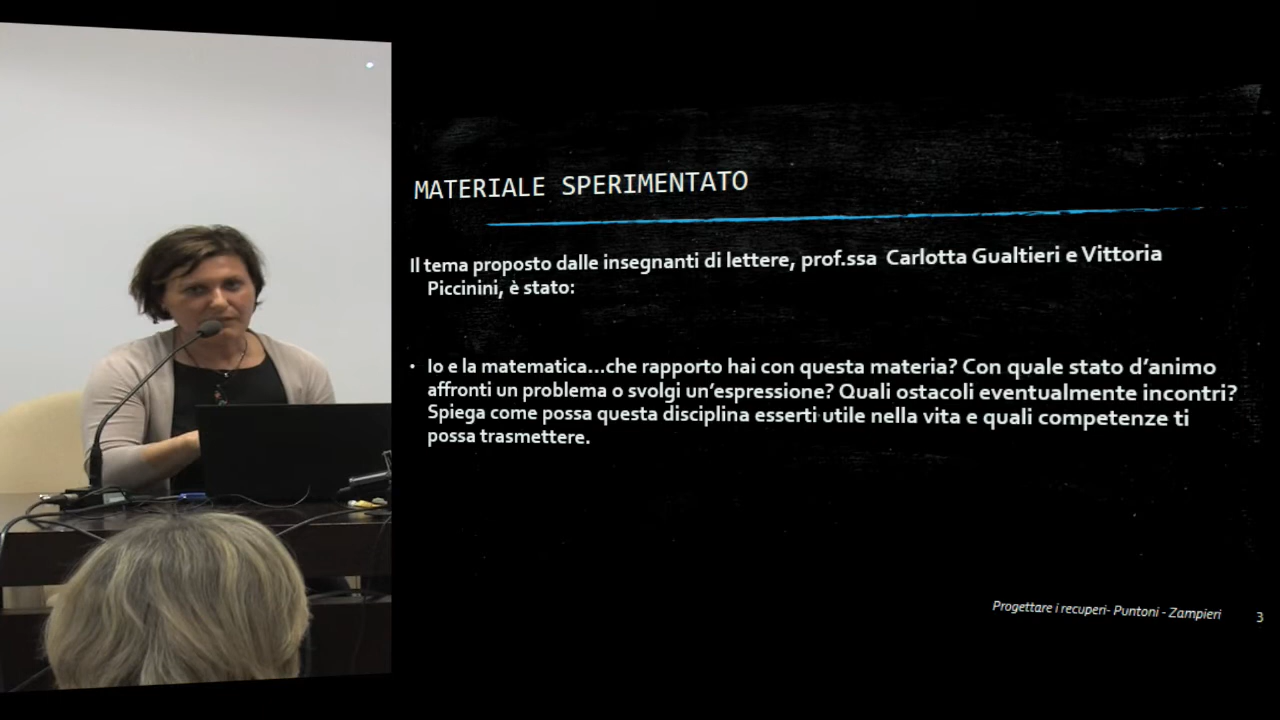 MATERIALE SPERIMENTATO
Il tema proposto dalle insegnanti di lettere, prof.ssa Carlotta Gualtieri e Vittoria
Piccinini, è stato:
• Io e la matematica...che rapporto hai con questa materia? Con quale stato d'animo
affronti un problema o svolgi un'espressione? Quali ostacoli eventualmente incontri?
Spiega come possa questa disciplina esserti utile nella vita e quali competenze ti
possa trasmettere.
Progettare i recuperi- Puntoni - Zampieri
3